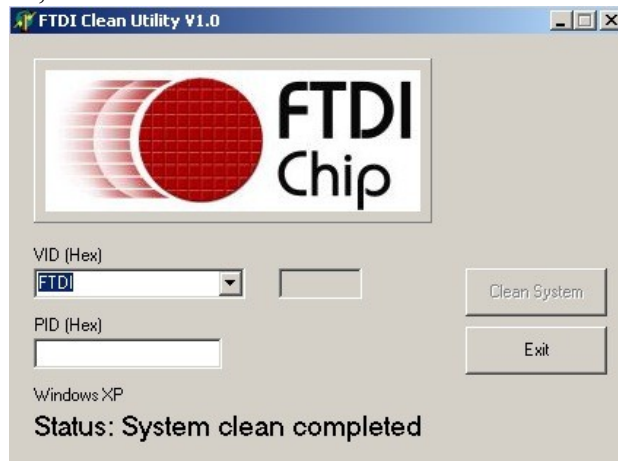 FTDI Clean Utility V1.0
FTDI
Chip
VID (Hex)
FTDI
Clean System
PID (Hex)
Exit
Windows XP
Status: System clean completed